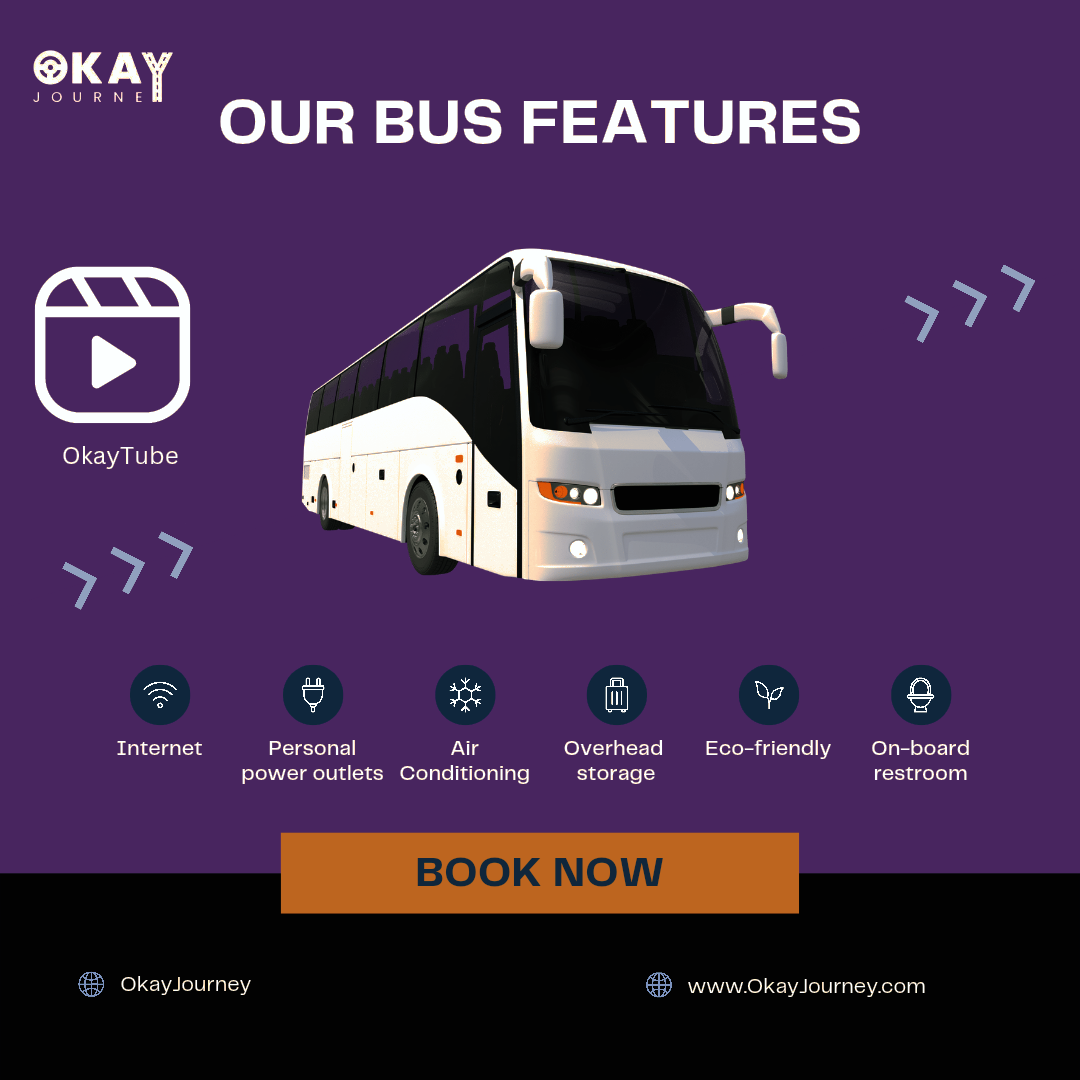 OKAY
JOURNEY
OUR BUS FEATURES
OkayTube
Internet
Personal
power outlets
Air
Conditioning
Overhead
storage
Eco-friendly
On-board
restroom
BOOK NOW
OkayJourney
www.OkayJourney.com